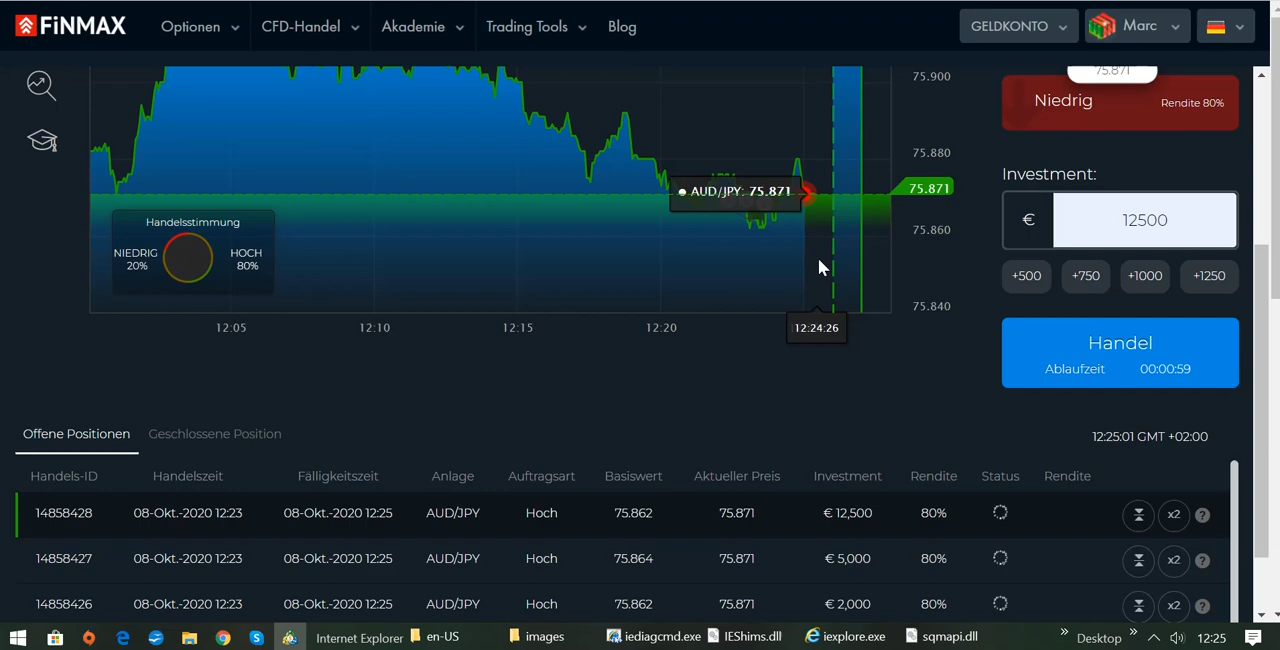 FiNMAX Optionen CFD-Handel Akademie Trading Tools Blog GELDKONTO Marc
75.900
75.871
Niedrig Rendite 80%
75.880
Investment:
AUD/JPY: 75.871
75.871
€ 12500
Handelsstimmung
NIEDRIG HOCH
20% 80%
75.860
+500 +750 +1000 +1250
75.840
12:05 12:10 12:15 12:20 12:24:26
Handel
Ablaufzeit 00:00:59
Offene Positionen Geschlossene Position 12:25:01 GMT +02:00
Handels-ID Handelszeit Fälligkeitszeit Anlage Auftragsart Basiswert Aktueller Preis Investment Rendite Status Rendite
14858428 08-Okt.-2020 12:23 08-Okt.-2020 12:25 AUD/JPY Hoch 75.862 75.871 € 12,500 80% x2 ?
14858427 08-Okt.-2020 12:23 08-Okt.-2020 12:25 AUD/JPY Hoch 75.864 75.871 € 5,000 80% x2 ?
14858426 08-Okt.-2020 12:23 08-Okt.-2020 12:25 AUD/JPY Hoch 75.862 75.871 € 2,000 80% x2 ?
Internet Explorer en-US images iediagcmd.exe IEShims.dll iexplore.exe sqmapi.dll » Desktop » 12:25